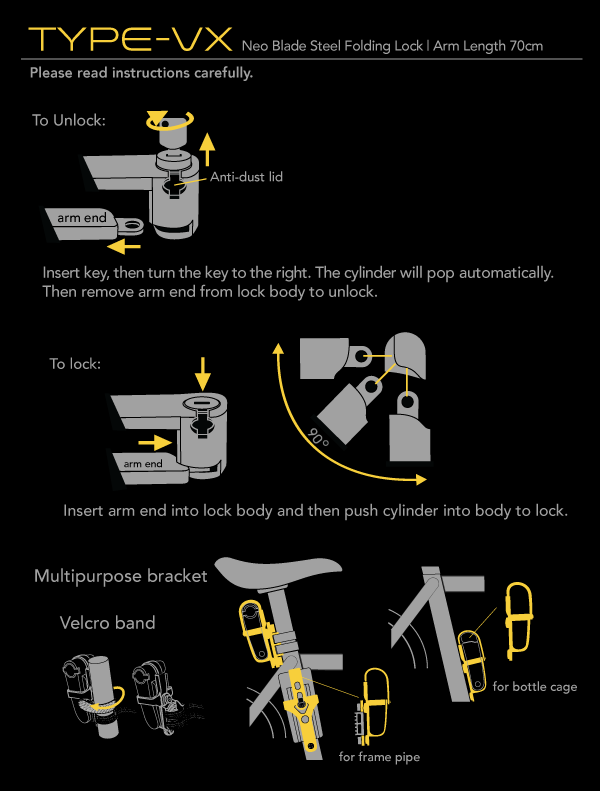 TYPE-VX Neo Blade Steel Folding Lock | Arm Length 70cm
Please read instructions carefully.
To Unlock:
Anti-dust lid
arm end
Insert key, then turn the key to the right. The cylinder will pop automatically.
Then remove arm end from lock body to unlock.
To lock:
90°
arm end
Insert arm end into lock body and then push cylinder into body to lock.
Multipurpose bracket
Velcro band
for bottle cage
for frame pipe